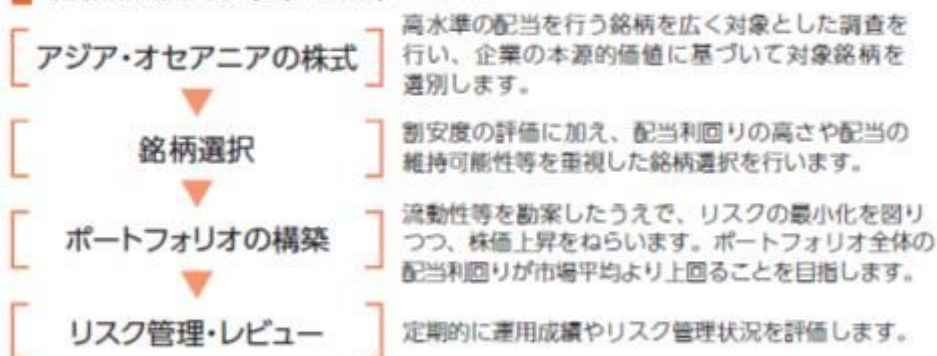 アジア・オセアニアの株式
高水準の配当を行う銘柄を広く対象とした調査を
行い、企業の本源的価値に基づいて対象銘柄を
選別します。
銘柄選択
割安度の評価に加え、配当利回りの高さや配当の
維持可能性等を重視した銘柄選択を行います。
ポートフォリオの構築
流動性等を勘案したうえで、リスクの最小化を図り
つつ、株価上昇をねらいます。ポートフォリオ全体の
配当利回りが市場平均より上回ることを目指します。
リスク管理・レビュー
定期的に運用成績やリスク管理状況を評価します。